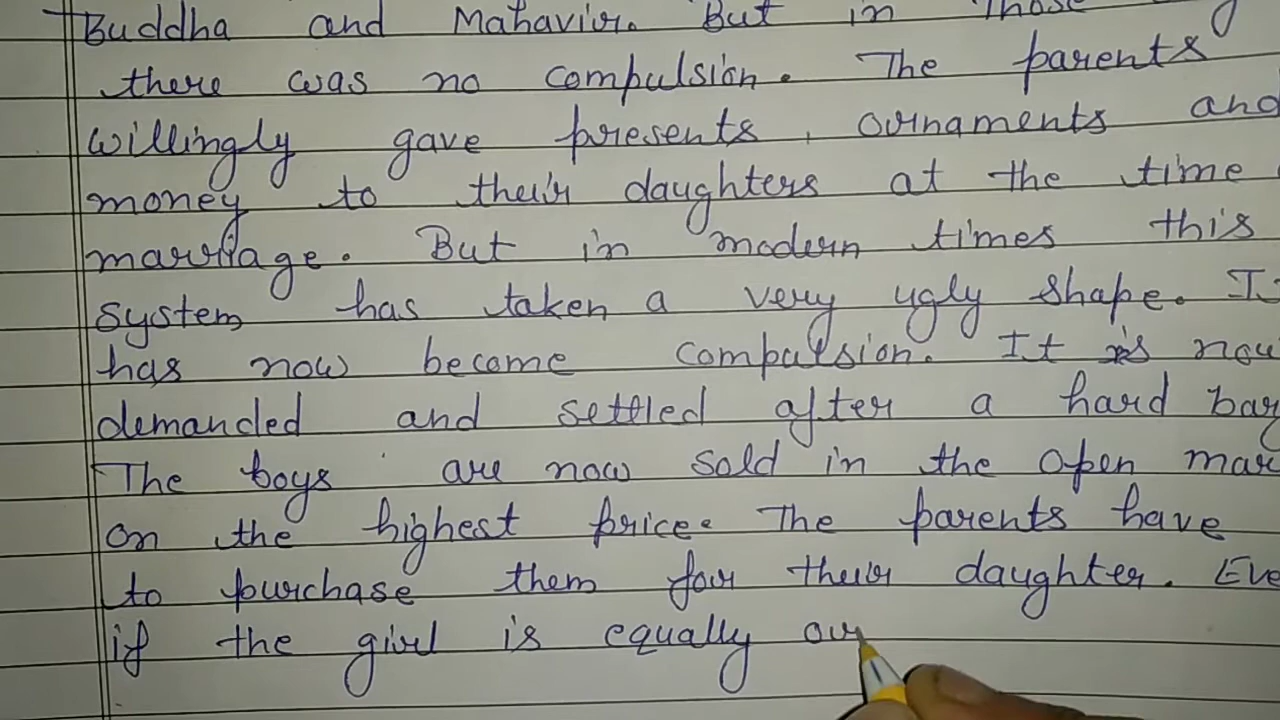 Buddha and Mahavir. But in those
there was no compulsion. The parents
willingly gave presents, ornaments and
money to their daughters at the time
marriage. But in modern times this
system has taken a very ugly shape. It
has now become compulsion. It is now
demanded and settled after a hard bar
The boys are now sold in the open mar
on the highest price. The parents have
to purchase them for their daughter. Eve
if the girl is equally or